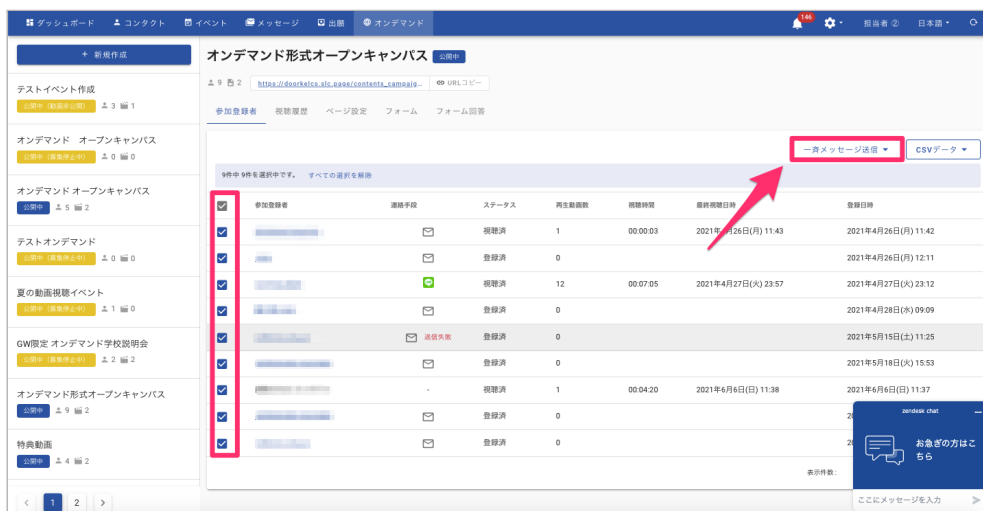 ダッシュボード コンタクト イベント メッセージ 出願 オンデマンド 146 担当者 ② 日本語
+ 新規作成
テストイベント作成
公開中（動画非公開） 3 1
オンデマンド オープンキャンパス
公開中（募集停止中） 0 0
オンデマンド オープンキャンパス
公開中 5 2
テストオンデマンド
公開中（募集停止中） 0 0
夏の動画視聴イベント
公開中（募集停止中） 1 0
GW限定 オンデマンド学校説明会
公開中（募集停止中） 2 2
オンデマンド形式オープンキャンパス
公開中 9 2
特典動画
公開中 4 2
< 1 2 >
オンデマンド形式オープンキャンパス 公開中
9 2 https://doorkelcs.slc.page/contents_campaig… URLコピー
参加登録者 視聴履歴 ページ設定 フォーム フォーム回答
一斉メッセージ送信 CSVデータ
9件中 9件を選択中です。 すべての選択を解除
参加登録者 連絡手段 ステータス 再生動画数 視聴時間 最終視聴日時 登録日時
視聴済 1 00:00:03 2021年4月26日(月) 11:43 2021年4月26日(月) 11:42
登録済 0 2021年4月26日(月) 12:11
視聴済 12 00:07:05 2021年4月27日(火) 23:57 2021年4月27日(火) 23:12
登録済 0 2021年4月28日(水) 09:09
送信失敗 登録済 0 2021年5月15日(土) 11:25
登録済 0 2021年5月18日(火) 15:53
- 視聴済 1 00:04:20 2021年6月6日(日) 11:38 2021年6月6日(日) 11:37
登録済 0
登録済 0
表示件数:
zendesk chat
お急ぎの方はこ
ちら
ここにメッセージを入力